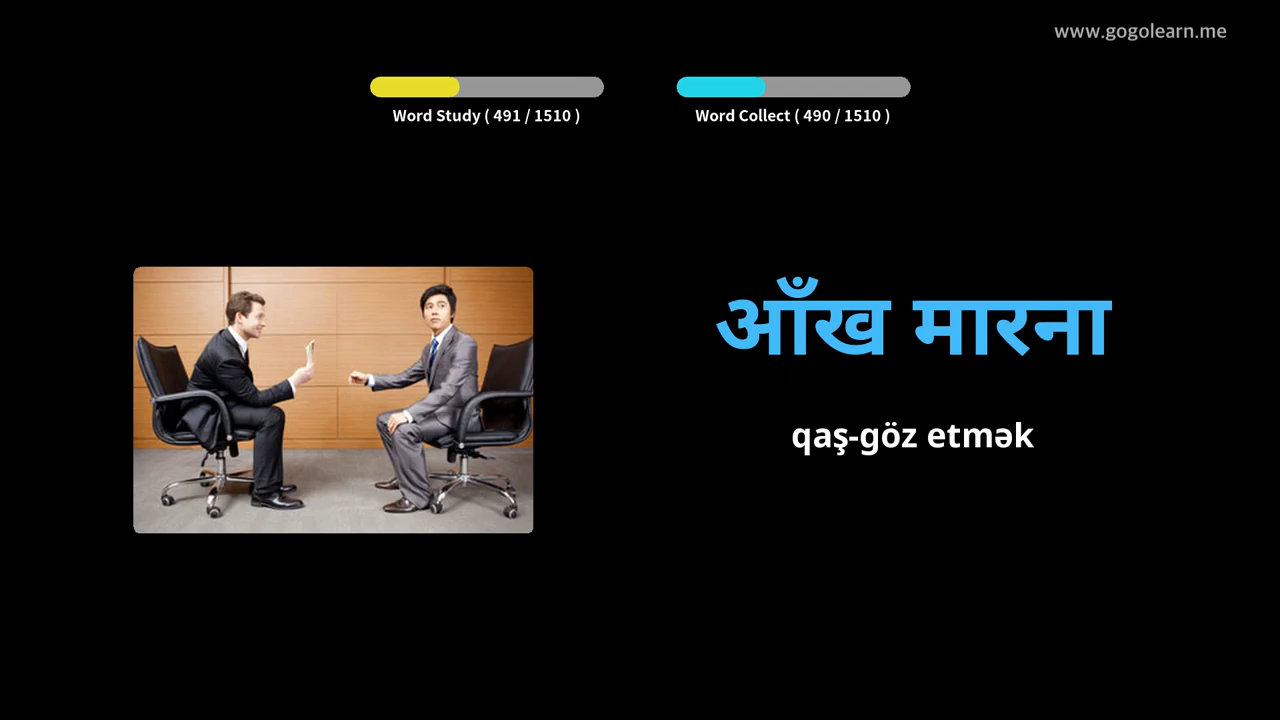 www.gogolearn.me
Word Study ( 491 / 1510 )
Word Collect ( 490 / 1510 )
आँख मारना
qaş-göz etmək